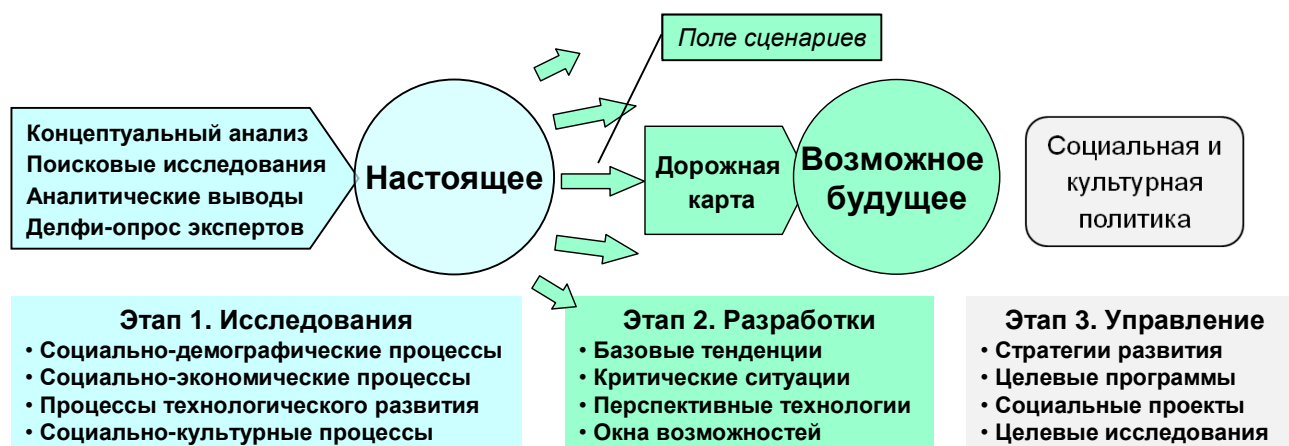 Поле сценариев
Концептуальный анализ
Поисковые исследования
Аналитические выводы
Делфи-опрос экспертов
Настоящее
Дорожная
карта
Возможное
будущее
Социальная и
культурная
политика
Этап 1. Исследования
• Социально-демографические процессы
• Социально-экономические процессы
• Процессы технологического развития
• Социально-культурные процессы
Этап 2. Разработки
• Базовые тенденции
• Критические ситуации
• Перспективные технологии
• Окна возможностей
Этап 3. Управление
• Стратегии развития
• Целевые программы
• Социальные проекты
• Целевые исследования